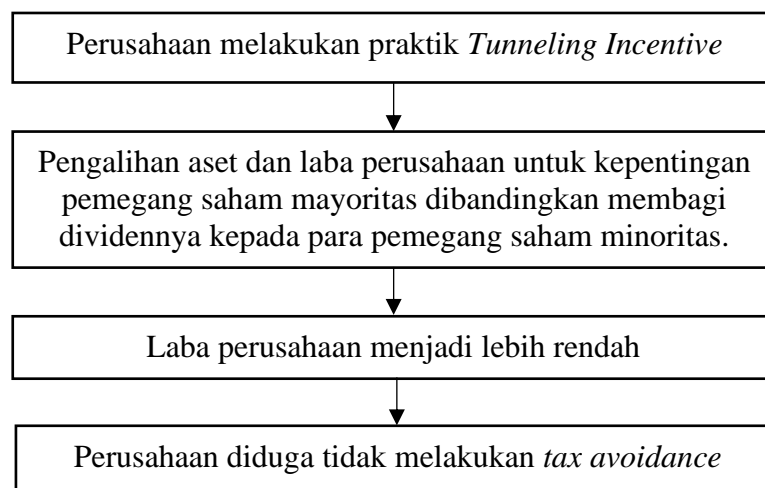 Perusahaan melakukan praktik Tunneling Incentive
Pengalihan aset dan laba perusahaan untuk kepentingan
pemegang saham mayoritas dibandingkan membagi
dividennya kepada para pemegang saham minoritas.
Laba perusahaan menjadi lebih rendah
Perusahaan diduga tidak melakukan tax avoidance